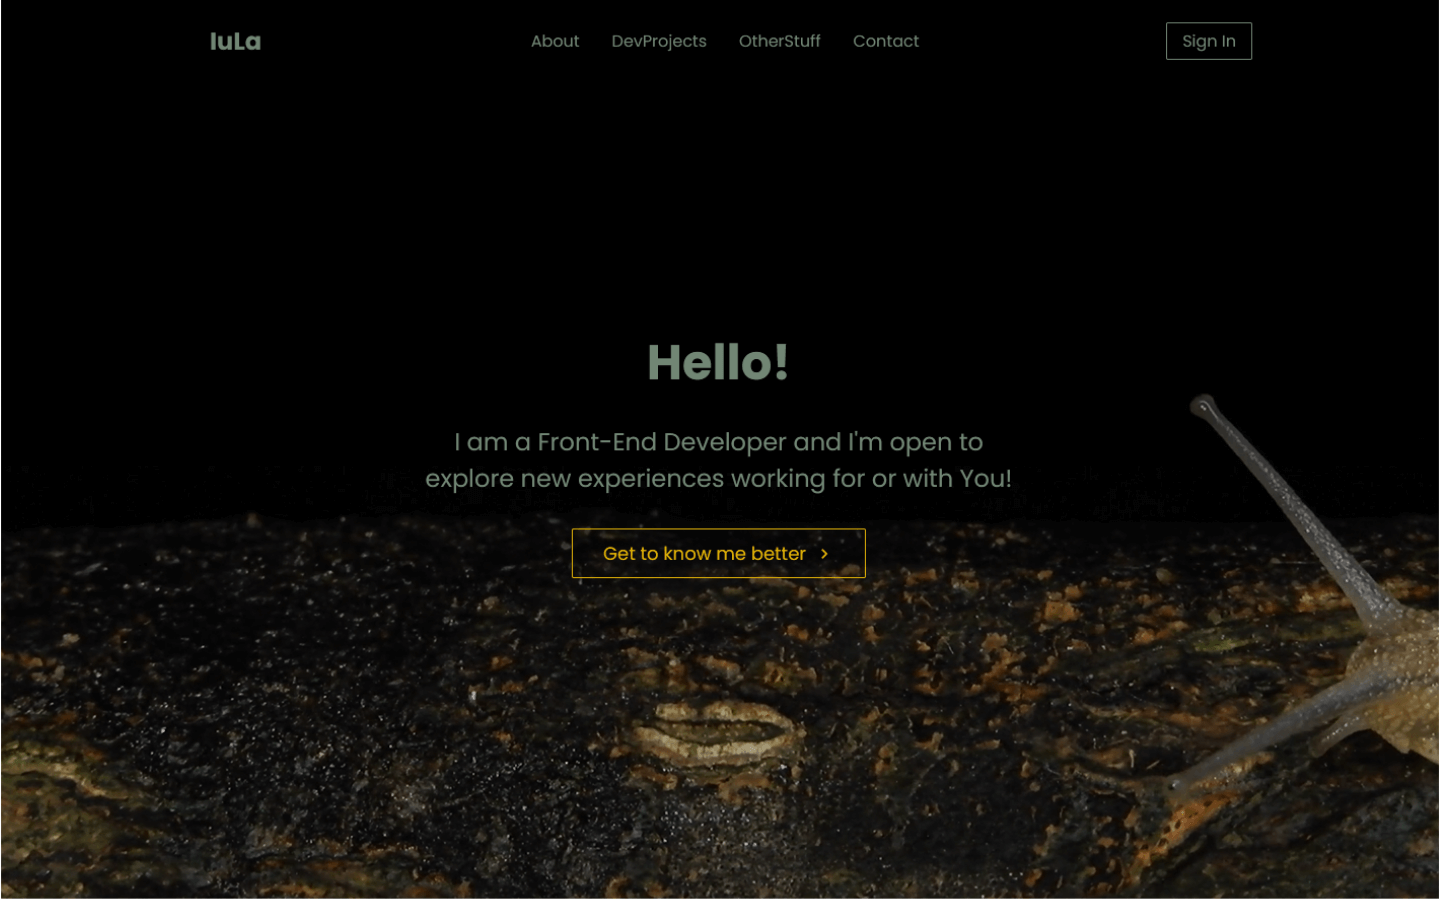 luLa
About DevProjects OtherStuff Contact
Sign In
Hello!
I am a Front-End Developer and I'm open to
explore new experiences working for or with You!
Get to know me better